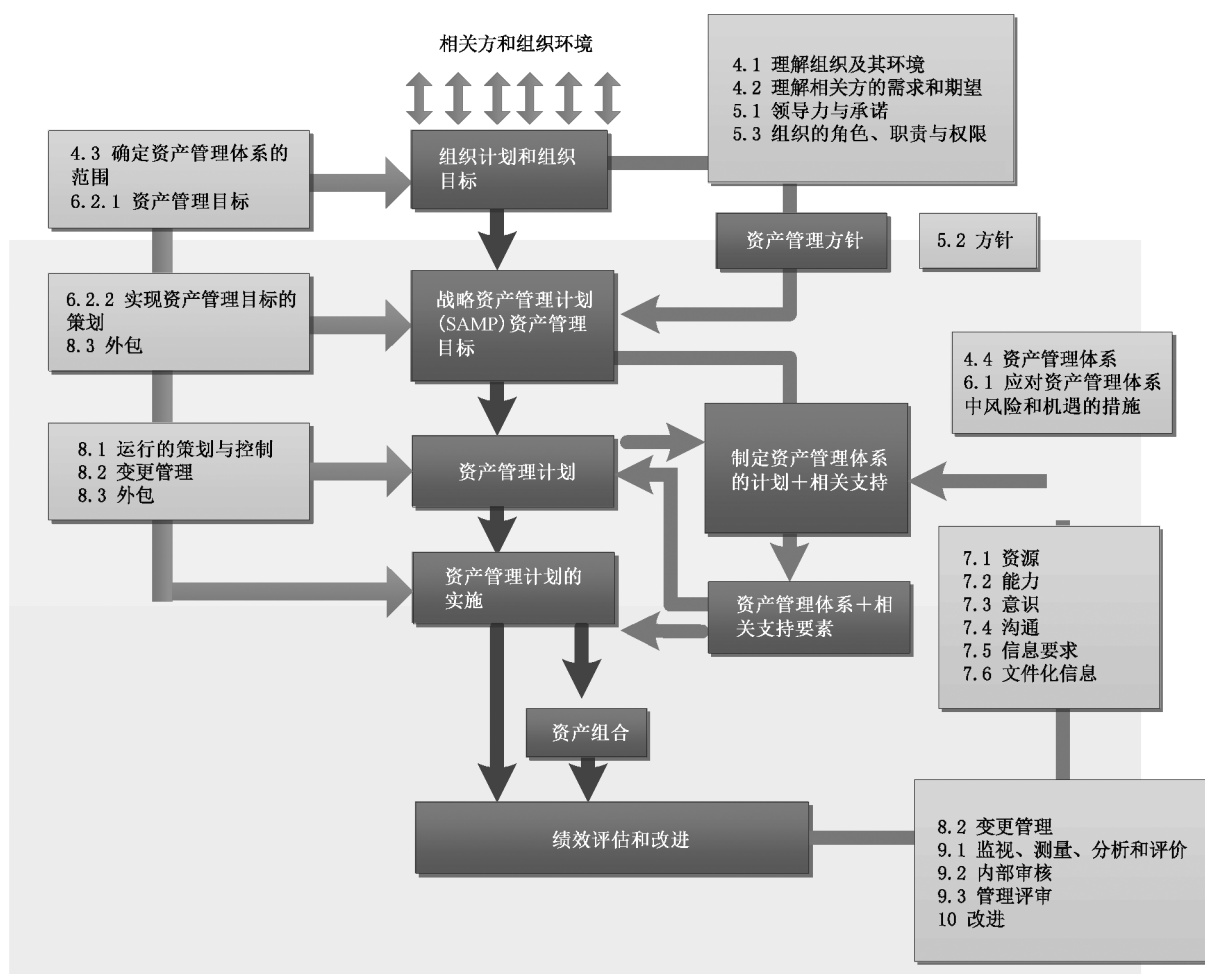 相关方和组织环境
4.1 理解组织及其环境
4.2 理解相关方的需求和期望
5.1 领导力与承诺
5.3 组织的角色、职责与权限
4.3 确定资产管理体系的
范围
6.2.1 资产管理目标
组织计划和组织
目标
资产管理方针
5.2 方针
6.2.2 实现资产管理目标的
策划
8.3 外包
战略资产管理计划
(SAMP)资产管理
目标
4.4 资产管理体系
6.1 应对资产管理体系
中风险和机遇的措施
8.1 运行的策划与控制
8.2 变更管理
8.3 外包
资产管理计划
制定资产管理体系
的计划＋相关支持
资产管理计划的
实施
资产管理体系＋相
关支持要素
7.1 资源
7.2 能力
7.3 意识
7.4 沟通
7.5 信息要求
7.6 文件化信息
资产组合
绩效评估和改进
8.2 变更管理
9.1 监视、测量、分析和评价
9.2 内部审核
9.3 管理评审
10 改进